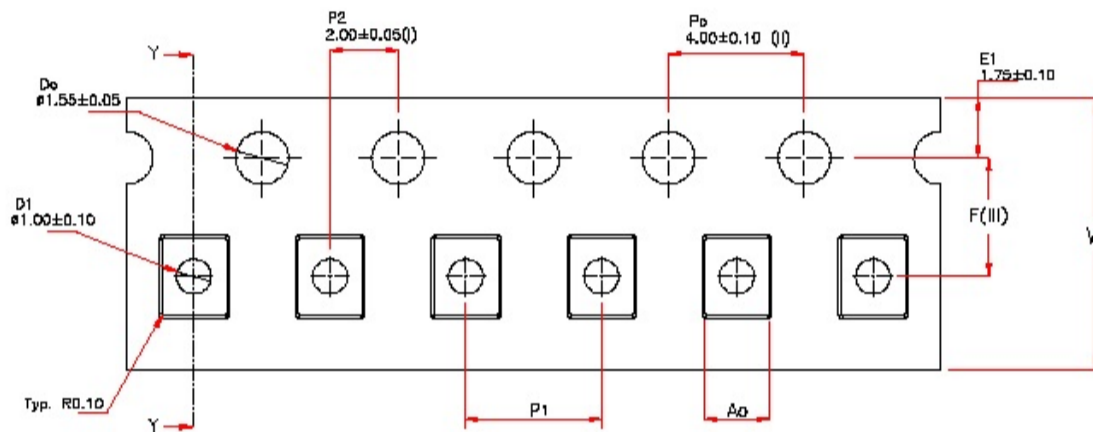 P2
2.00±0.05(I)
Po
4.00±0.10 (II)
E1
1.75±0.10
Y
Do
ø1.55±0.05
D1
ø1.00±0.10
F(III)
Typ. R0.10
Y
P1
Ao